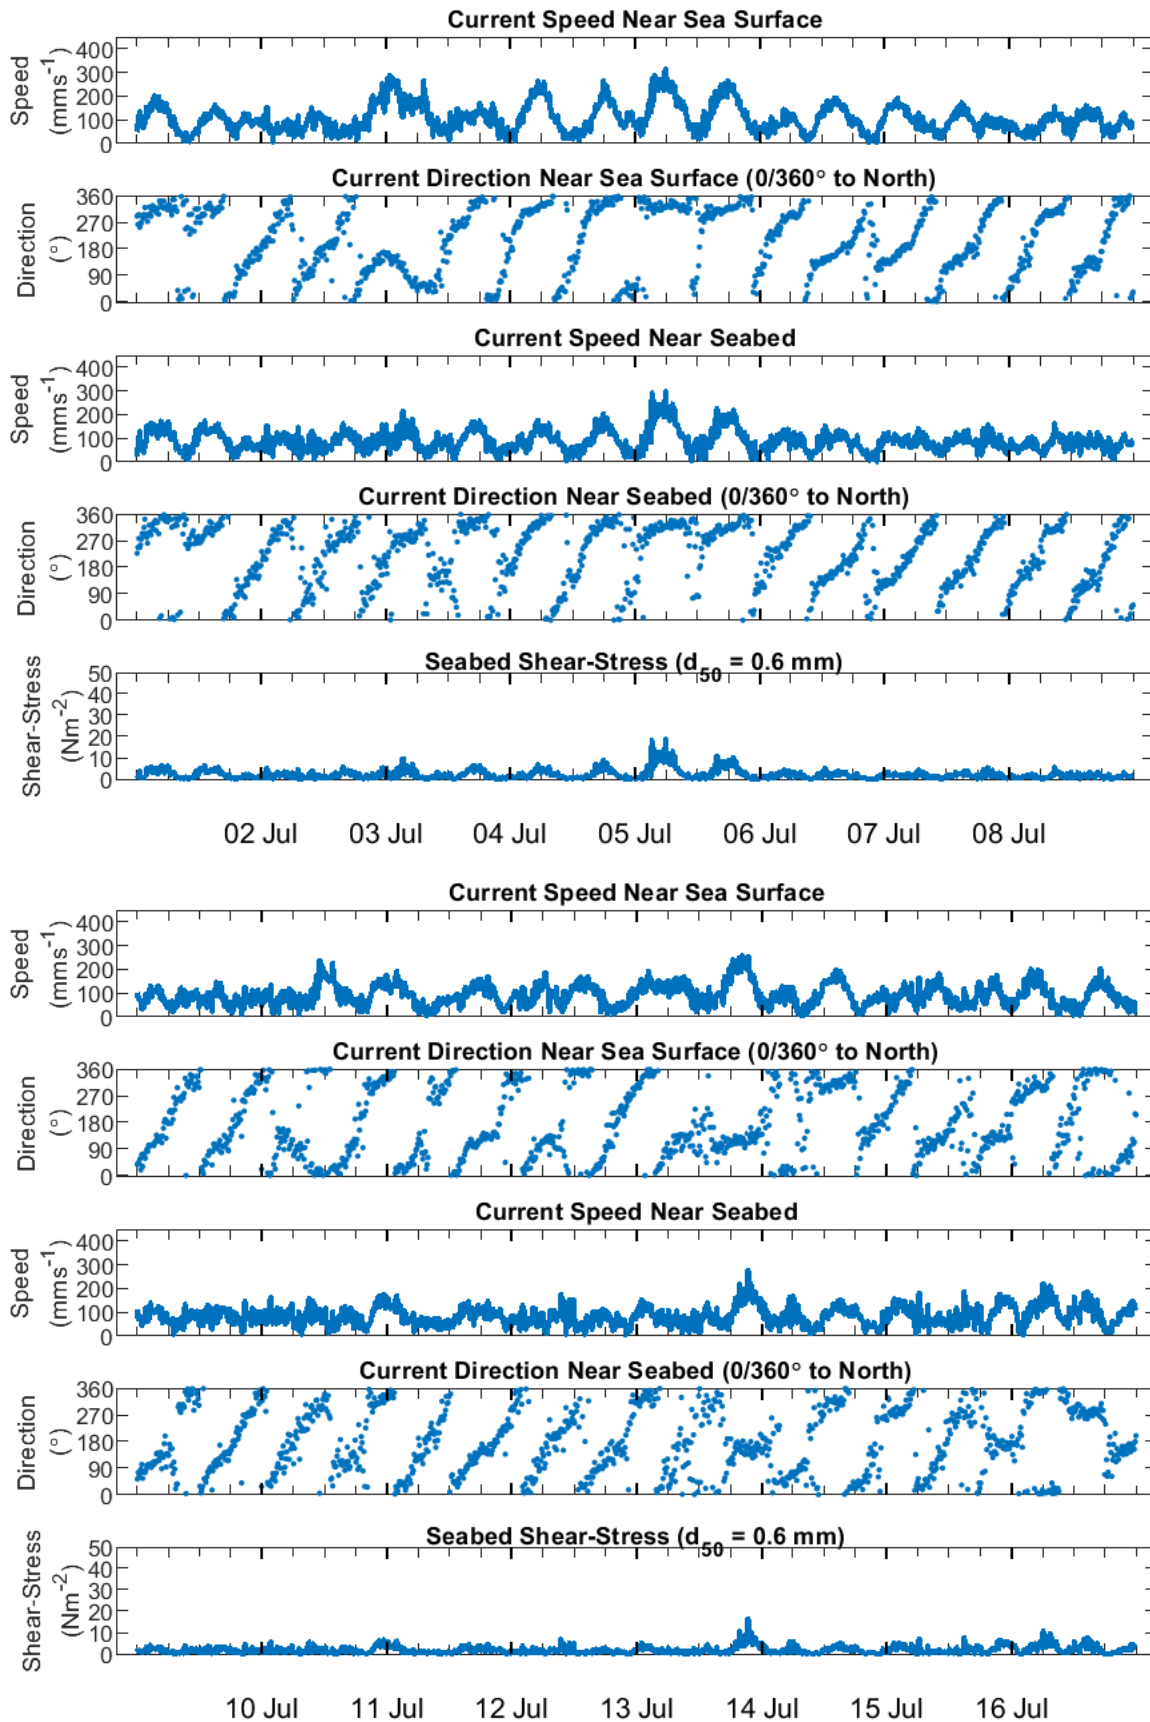 Current Speed Near Sea Surface
Speed
(mms⁻¹)
400
300
200
100
0
Current Direction Near Sea Surface (0/360° to North)
Direction
(°)
360
270
180
90
0
Current Speed Near Seabed
Speed
(mms⁻¹)
400
300
200
100
0
Current Direction Near Seabed (0/360° to North)
Direction
(°)
360
270
180
90
0
Seabed Shear-Stress (d₅₀ = 0.6 mm)
Shear-Stress
(Nm⁻²)
50
40
30
20
10
0
02 Jul 03 Jul 04 Jul 05 Jul 06 Jul 07 Jul 08 Jul
Current Speed Near Sea Surface
Speed
(mms⁻¹)
400
300
200
100
0
Current Direction Near Sea Surface (0/360° to North)
Direction
(°)
360
270
180
90
0
Current Speed Near Seabed
Speed
(mms⁻¹)
400
300
200
100
0
Current Direction Near Seabed (0/360° to North)
Direction
(°)
360
270
180
90
0
Seabed Shear-Stress (d₅₀ = 0.6 mm)
Shear-Stress
(Nm⁻²)
50
40
30
20
10
0
10 Jul 11 Jul 12 Jul 13 Jul 14 Jul 15 Jul 16 Jul